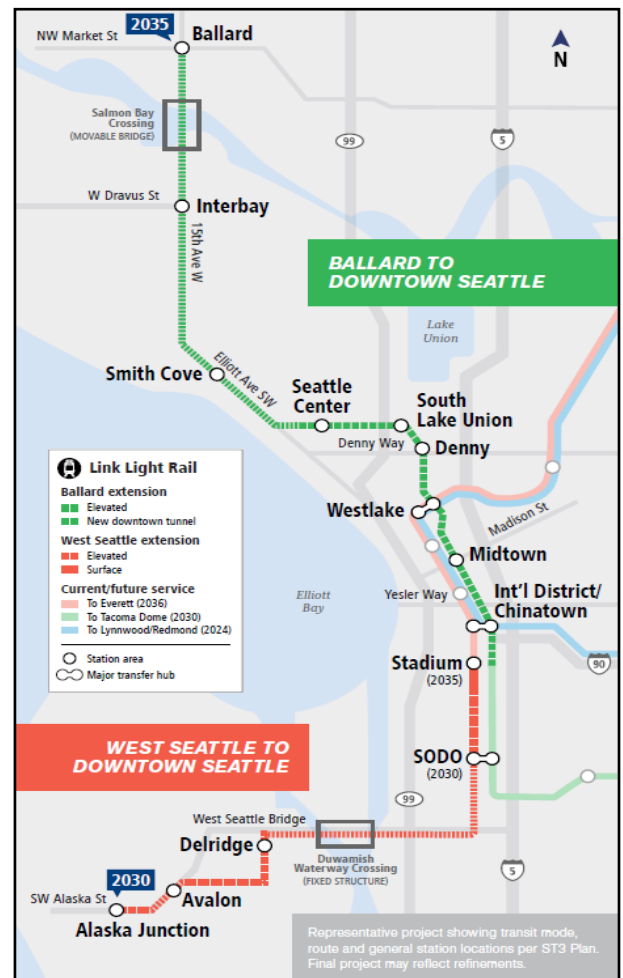 2035
NW Market St
Ballard
N
Salmon Bay
Crossing
(MOVABLE BRIDGE)
99
5
W Dravus St
Interbay
15th Ave W
BALLARD TO
DOWNTOWN SEATTLE
Lake
Union
Smith Cove
Elliott Ave SW
Seattle
Center
South
Lake Union
Denny Way
Denny
Link Light Rail
Ballard extension
Elevated
New downtown tunnel
West Seattle extension
Elevated
Surface
Current/future service
To Everett (2036)
To Tacoma Dome (2030)
To Lynnwood/Redmond (2024)
Station area
Major transfer hub
Westlake
Madison St
Midtown
Elliott
Bay
Yesler Way
Int'l District/
Chinatown
Stadium
(2035)
90
WEST SEATTLE TO
DOWNTOWN SEATTLE
SODO
(2030)
99
West Seattle Bridge
Delridge
Duwamish
Waterway Crossing
(FIXED STRUCTURE)
5
2030
SW Alaska St
Avalon
Alaska Junction
Representative project showing transit mode,
route and general station locations per ST3 Plan.
Final project may reflect refinements.